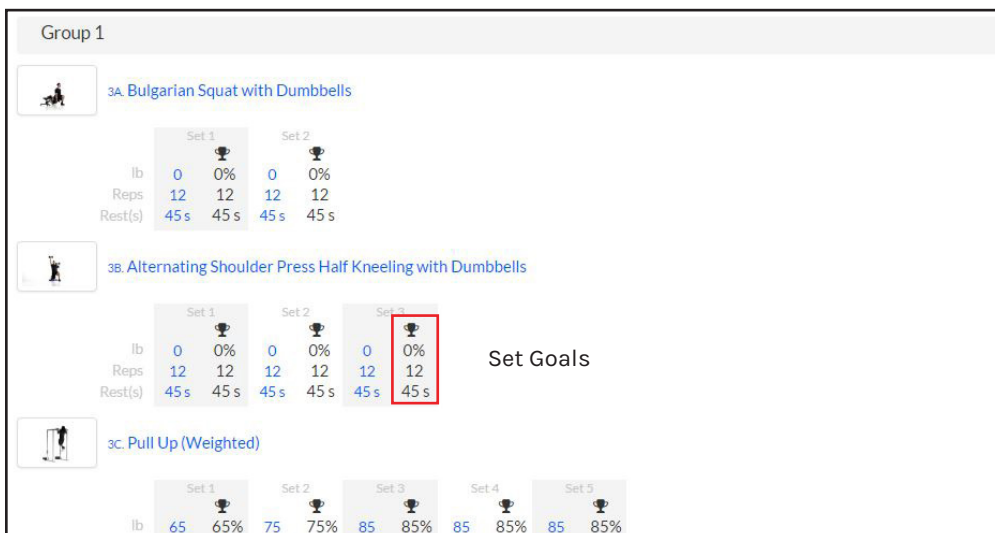 Group 1
3A. Bulgarian Squat with Dumbbells
Set 1 Set 2
lb 0 0% 0 0%
Reps 12 12 12 12
Rest(s) 45 s 45 s 45 s 45 s
3B. Alternating Shoulder Press Half Kneeling with Dumbbells
Set 1 Set 2 Set 3
lb 0 0% 0 0% 0 0% Set Goals
Reps 12 12 12 12 12 12
Rest(s) 45 s 45 s 45 s 45 s 45 s 45 s
3C. Pull Up (Weighted)
Set 1 Set 2 Set 3 Set 4 Set 5
lb 65 65% 75 75% 85 85% 85 85% 85 85%